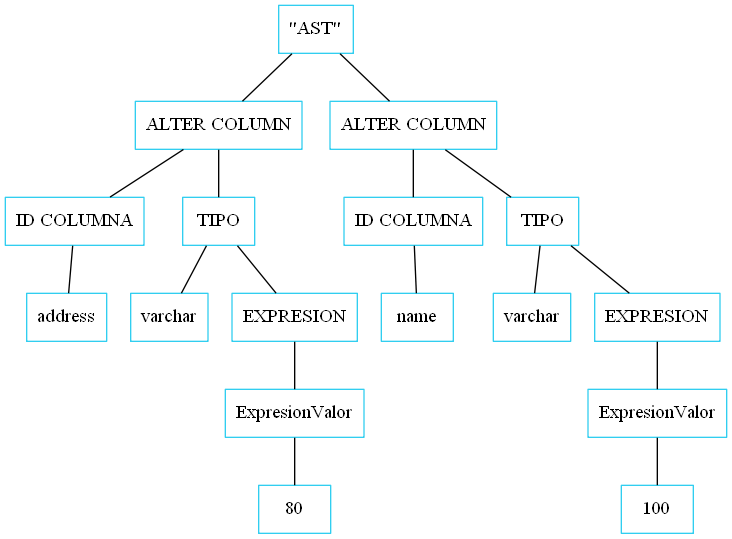 "AST"
ALTER COLUMN
ALTER COLUMN
ID COLUMNA
TIPO
ID COLUMNA
TIPO
address
varchar
EXPRESION
name
varchar
EXPRESION
ExpresionValor
ExpresionValor
80
100